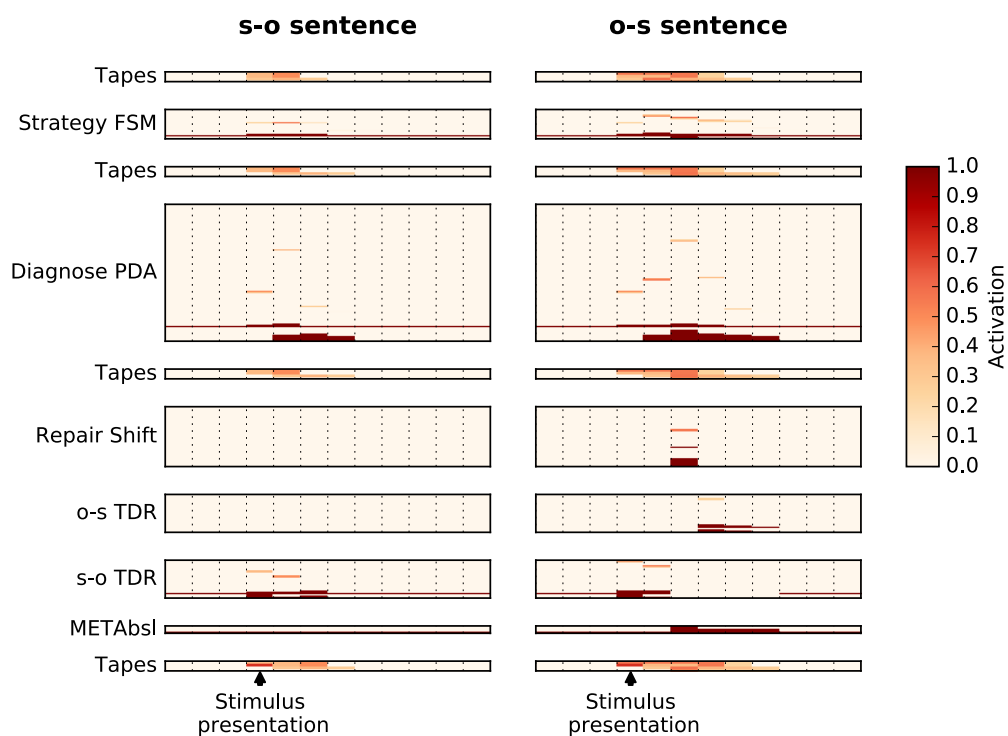 s-o sentence
o-s sentence
Tapes
Strategy FSM
Tapes
Diagnose PDA
Tapes
Repair Shift
o-s TDR
s-o TDR
METAbsl
Tapes
Stimulus
presentation
Stimulus
presentation
1.0
0.9
0.8
0.7
0.6
0.5
0.4
0.3
0.2
0.1
0.0
Activation